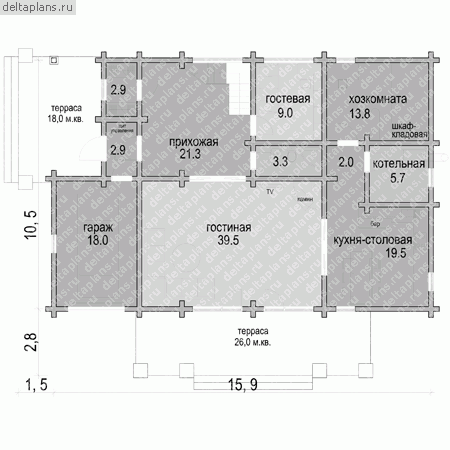 deltaplans.ru
терраса
18,0 м.кв.
2.9
2.9
прихожая
21.3
гостевая
9.0
хозкомната
13.8
шкаф-
кладовая
3.3
2.0
котельная
5.7
гараж
18.0
TV
камин
гостиная
39.5
бар
кухня-столовая
19.5
терраса
26,0 м.кв.
10,5
2,8
1,5
15,9